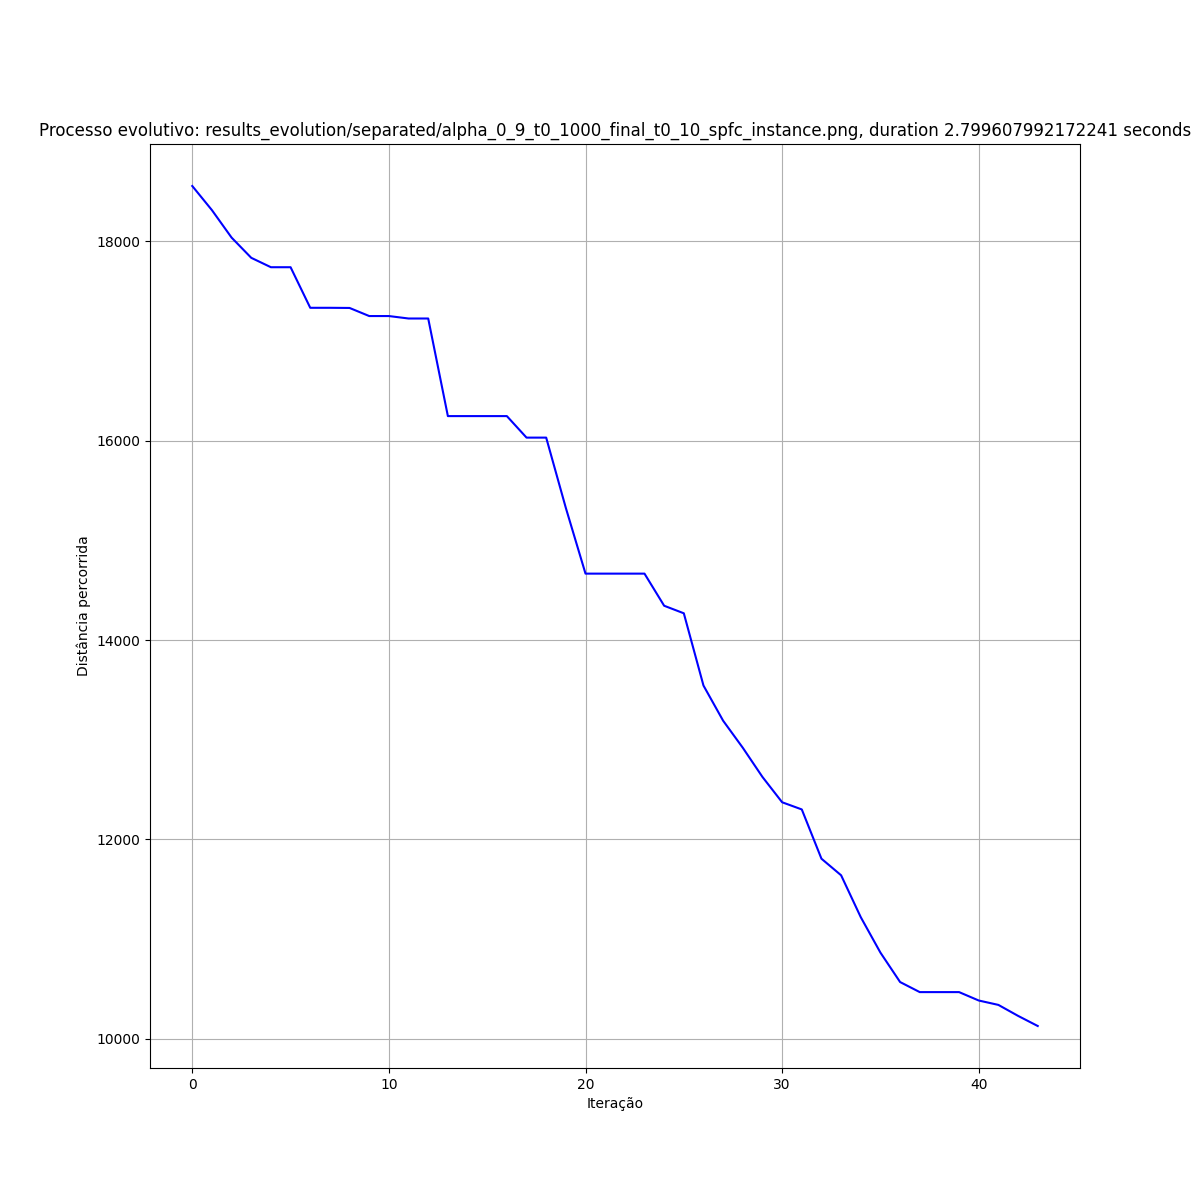 Processo evolutivo: results_evolution/separated/alpha_0_9_t0_1000_final_t0_10_spfc_instance.png, duration 2.799607992172241 seconds
18000
16000
14000
12000
10000
Distância percorrida
0 10 20 30 40
Iteração